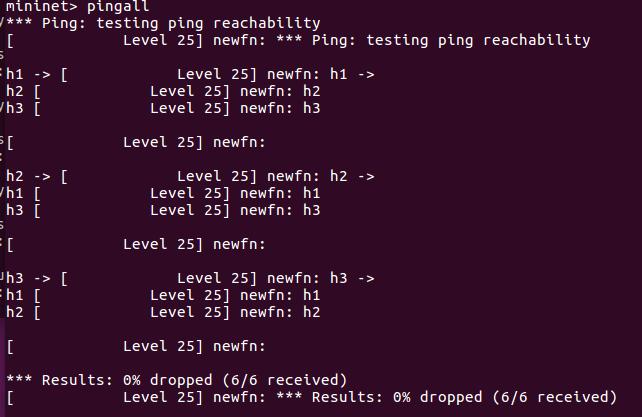 mininet> pingall
*** Ping: testing ping reachability
[            Level 25] newfn: *** Ping: testing ping reachability
h1 -> [            Level 25] newfn: h1 ->
h2 [            Level 25] newfn: h2
h3 [            Level 25] newfn: h3
[            Level 25] newfn:
h2 -> [            Level 25] newfn: h2 ->
h1 [            Level 25] newfn: h1
h3 [            Level 25] newfn: h3
[            Level 25] newfn:
h3 -> [            Level 25] newfn: h3 ->
h1 [            Level 25] newfn: h1
h2 [            Level 25] newfn: h2
[            Level 25] newfn:
*** Results: 0% dropped (6/6 received)
[            Level 25] newfn: *** Results: 0% dropped (6/6 received)